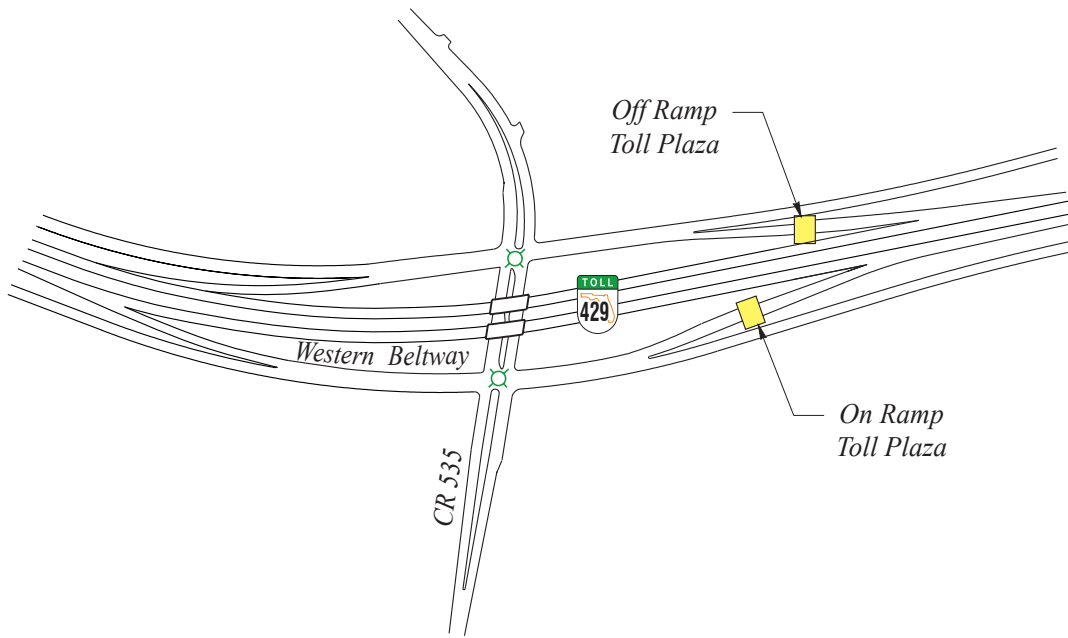 Off Ramp
Toll Plaza
TOLL
429
Western Beltway
On Ramp
Toll Plaza
CR 535